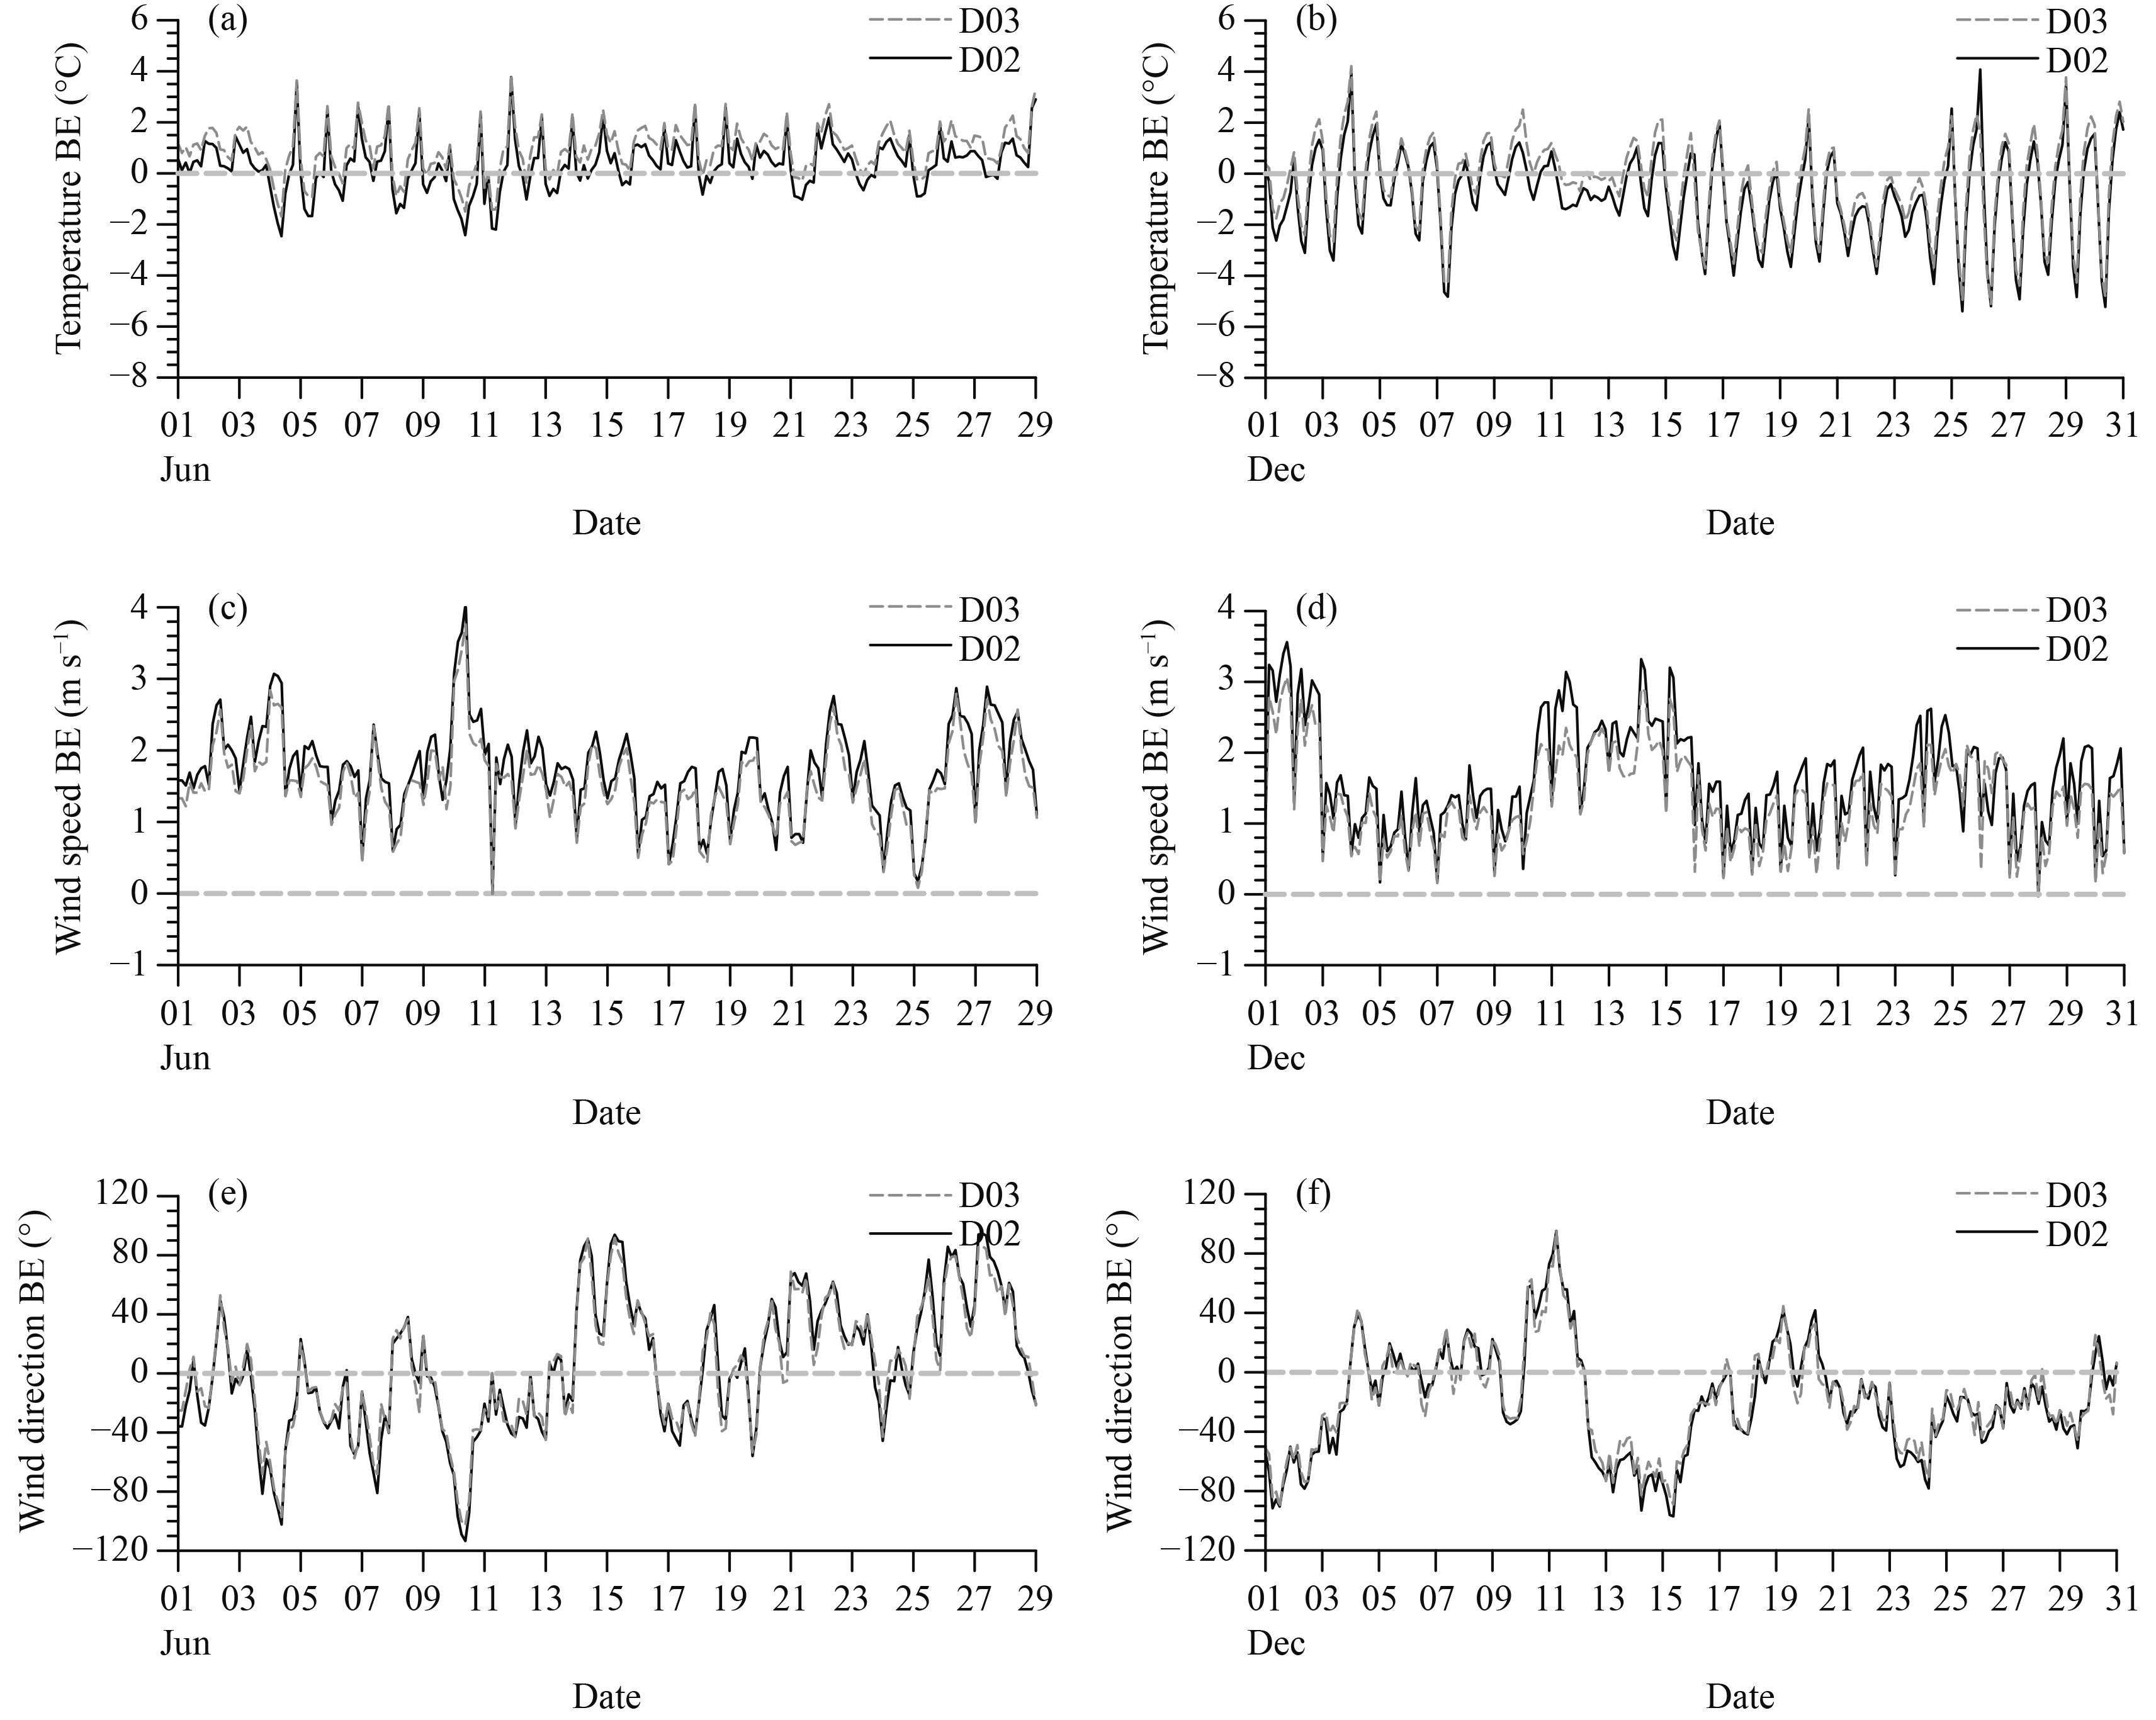 (a)
D03
D02
Temperature BE (°C)
6
4
2
0
−2
−4
−6
−8
01 03 05 07 09 11 13 15 17 19 21 23 25 27 29
Jun
Date
(b)
D03
D02
Temperature BE (°C)
6
4
2
0
−2
−4
−6
−8
01 03 05 07 09 11 13 15 17 19 21 23 25 27 29 31
Dec
Date
(c)
D03
D02
Wind speed BE (m s⁻¹)
4
3
2
1
0
−1
01 03 05 07 09 11 13 15 17 19 21 23 25 27 29
Jun
Date
(d)
D03
D02
Wind speed BE (m s⁻¹)
4
3
2
1
0
−1
01 03 05 07 09 11 13 15 17 19 21 23 25 27 29 31
Dec
Date
(e)
D03
D02
Wind direction BE (°)
120
80
40
0
−40
−80
−120
01 03 05 07 09 11 13 15 17 19 21 23 25 27 29
Jun
Date
(f)
D03
D02
Wind direction BE (°)
120
80
40
0
−40
−80
−120
01 03 05 07 09 11 13 15 17 19 21 23 25 27 29 31
Dec
Date